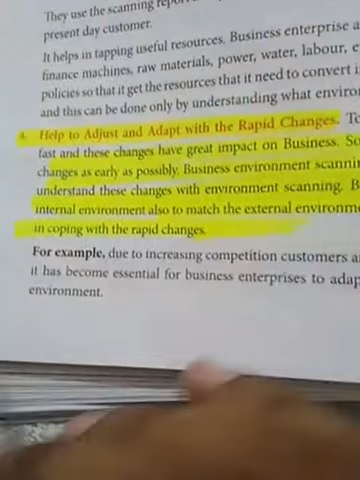 They use the scanning
present day customer.
It helps in tapping useful resources. Business enterprise
finance machines, raw materials, power, water, labour,
policies so that it get the resources that it need to convert
and this can be done only by understanding what
4. Help to Adjust and Adapt with the Rapid Changes.
fast and these changes have great impact on Business.
changes as early as possibly. Business environment
understand these changes with environment scanning.
internal environment also to match the external
in coping with the rapid changes.
For example, due to increasing competition customers
it has become essential for business enterprises to
environment.